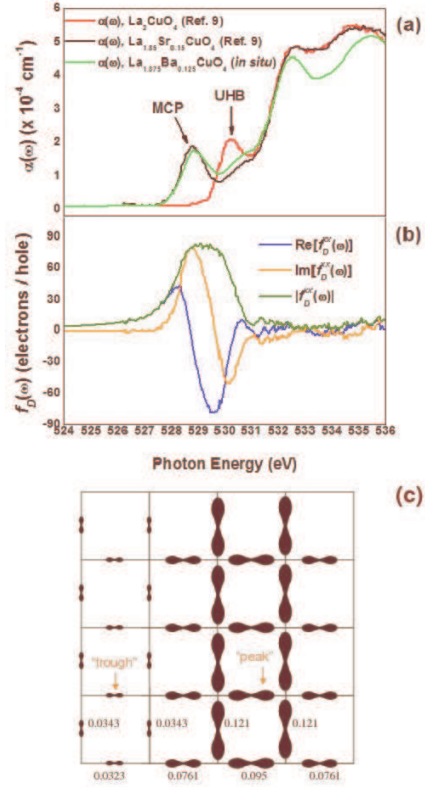 (a)
α(ω), La2CuO4 (Ref. 9)
α(ω), La1.85Sr0.15CuO4 (Ref. 9)
α(ω), La1.875Ba0.125CuO4 (in situ)
MCP
UHB
α(ω) (x 10-4 cm-1)
6
5
4
3
2
1
0
(b)
Re[fDex(ω)]
Im[fDex(ω)]
|fDex(ω)|
fD(ω) (electrons / hole)
90
60
30
0
-30
-60
-90
524 525 526 527 528 529 530 531 532 533 534 535 536
Photon Energy (eV)
(c)
"trough"
"peak"
0.0343 0.0343 0.121 0.121
0.0323 0.0761 0.095 0.0761